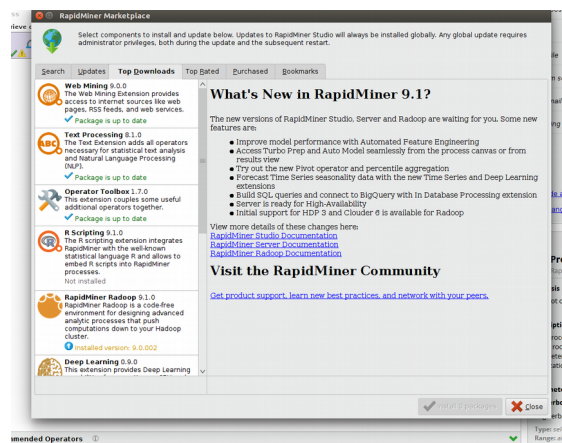 RapidMiner Marketplace
Select components to install and update below. Updates to RapidMiner Studio will always be installed globally. Any global update requires
administrator privileges, both during the update and the subsequent restart.
Search Updates Top Downloads Top Rated Purchased Bookmarks
Web Mining 9.0.0
The Web Mining Extension provides
access to internet sources like web
pages, RSS feeds, and web services.
Package is up to date
Text Processing 8.1.0
The Text Extension adds all operators
necessary for statistical text analysis
and Natural Language Processing
(NLP).
Package is up to date
Operator Toolbox 1.7.0
This extension couples some useful
additional operators together.
Package is up to date
R Scripting 9.1.0
The R scripting extension integrates
RapidMiner with the well-known
statistical language R and allows to
embed R scripts into RapidMiner
processes.
Not installed
RapidMiner Radoop 9.1.0
RapidMiner Radoop is a code-free
environment for designing advanced
analytic processes that push
computations down to your Hadoop
cluster.
Installed version: 9.0.002
Deep Learning 0.9.0
This extension provides Deep Learning
What's New in RapidMiner 9.1?
The new versions of RapidMiner Studio, Server and Radoop are waiting for you. Some new
features are:
• Improve model performance with Automated Feature Engineering
• Access Turbo Prep and Auto Model seamlessly from the process canvas or from
results view
• Try out the new Pivot operator and percentile aggregation
• Forecast Time Series seasonality data with the new Time Series and Deep Learning
extensions
• Build SQL queries and connect to BigQuery with In Database Processing extension
• Server is ready for High-Availability
• Initial support for HDP 3 and Clouder 6 is available for Radoop
View more details of these changes here:
RapidMiner Studio Documentation
RapidMiner Server Documentation
RapidMiner Radoop Documentation
Visit the RapidMiner Community
Get product support, learn new best practices, and network with your peers.
Install 0 packages Close
mmended Operators